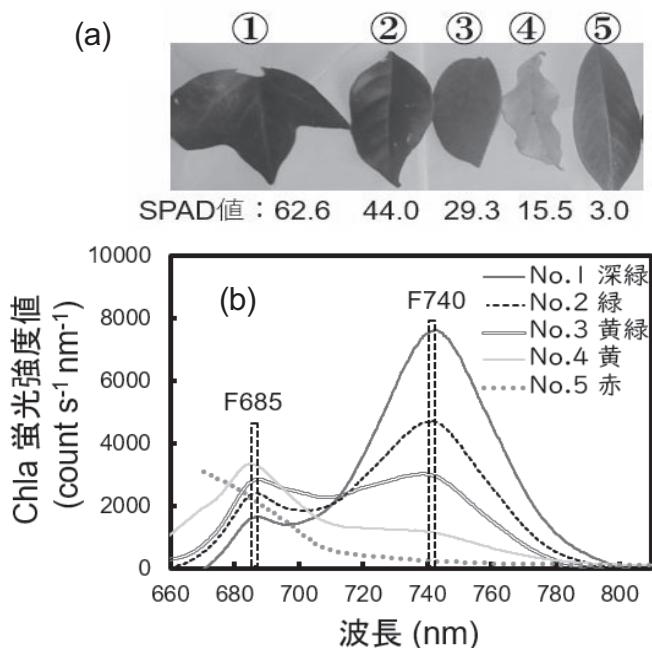 (a)
① ② ③ ④ ⑤
SPAD値：62.6 44.0 29.3 15.5 3.0
(b)
10000
8000
6000
4000
2000
0
Chla 蛍光強度値
(count s⁻¹ nm⁻¹)
F685
F740
No.1 深緑
No.2 緑
No.3 黄緑
No.4 黄
No.5 赤
660 680 700 720 740 760 780 800
波長 (nm)